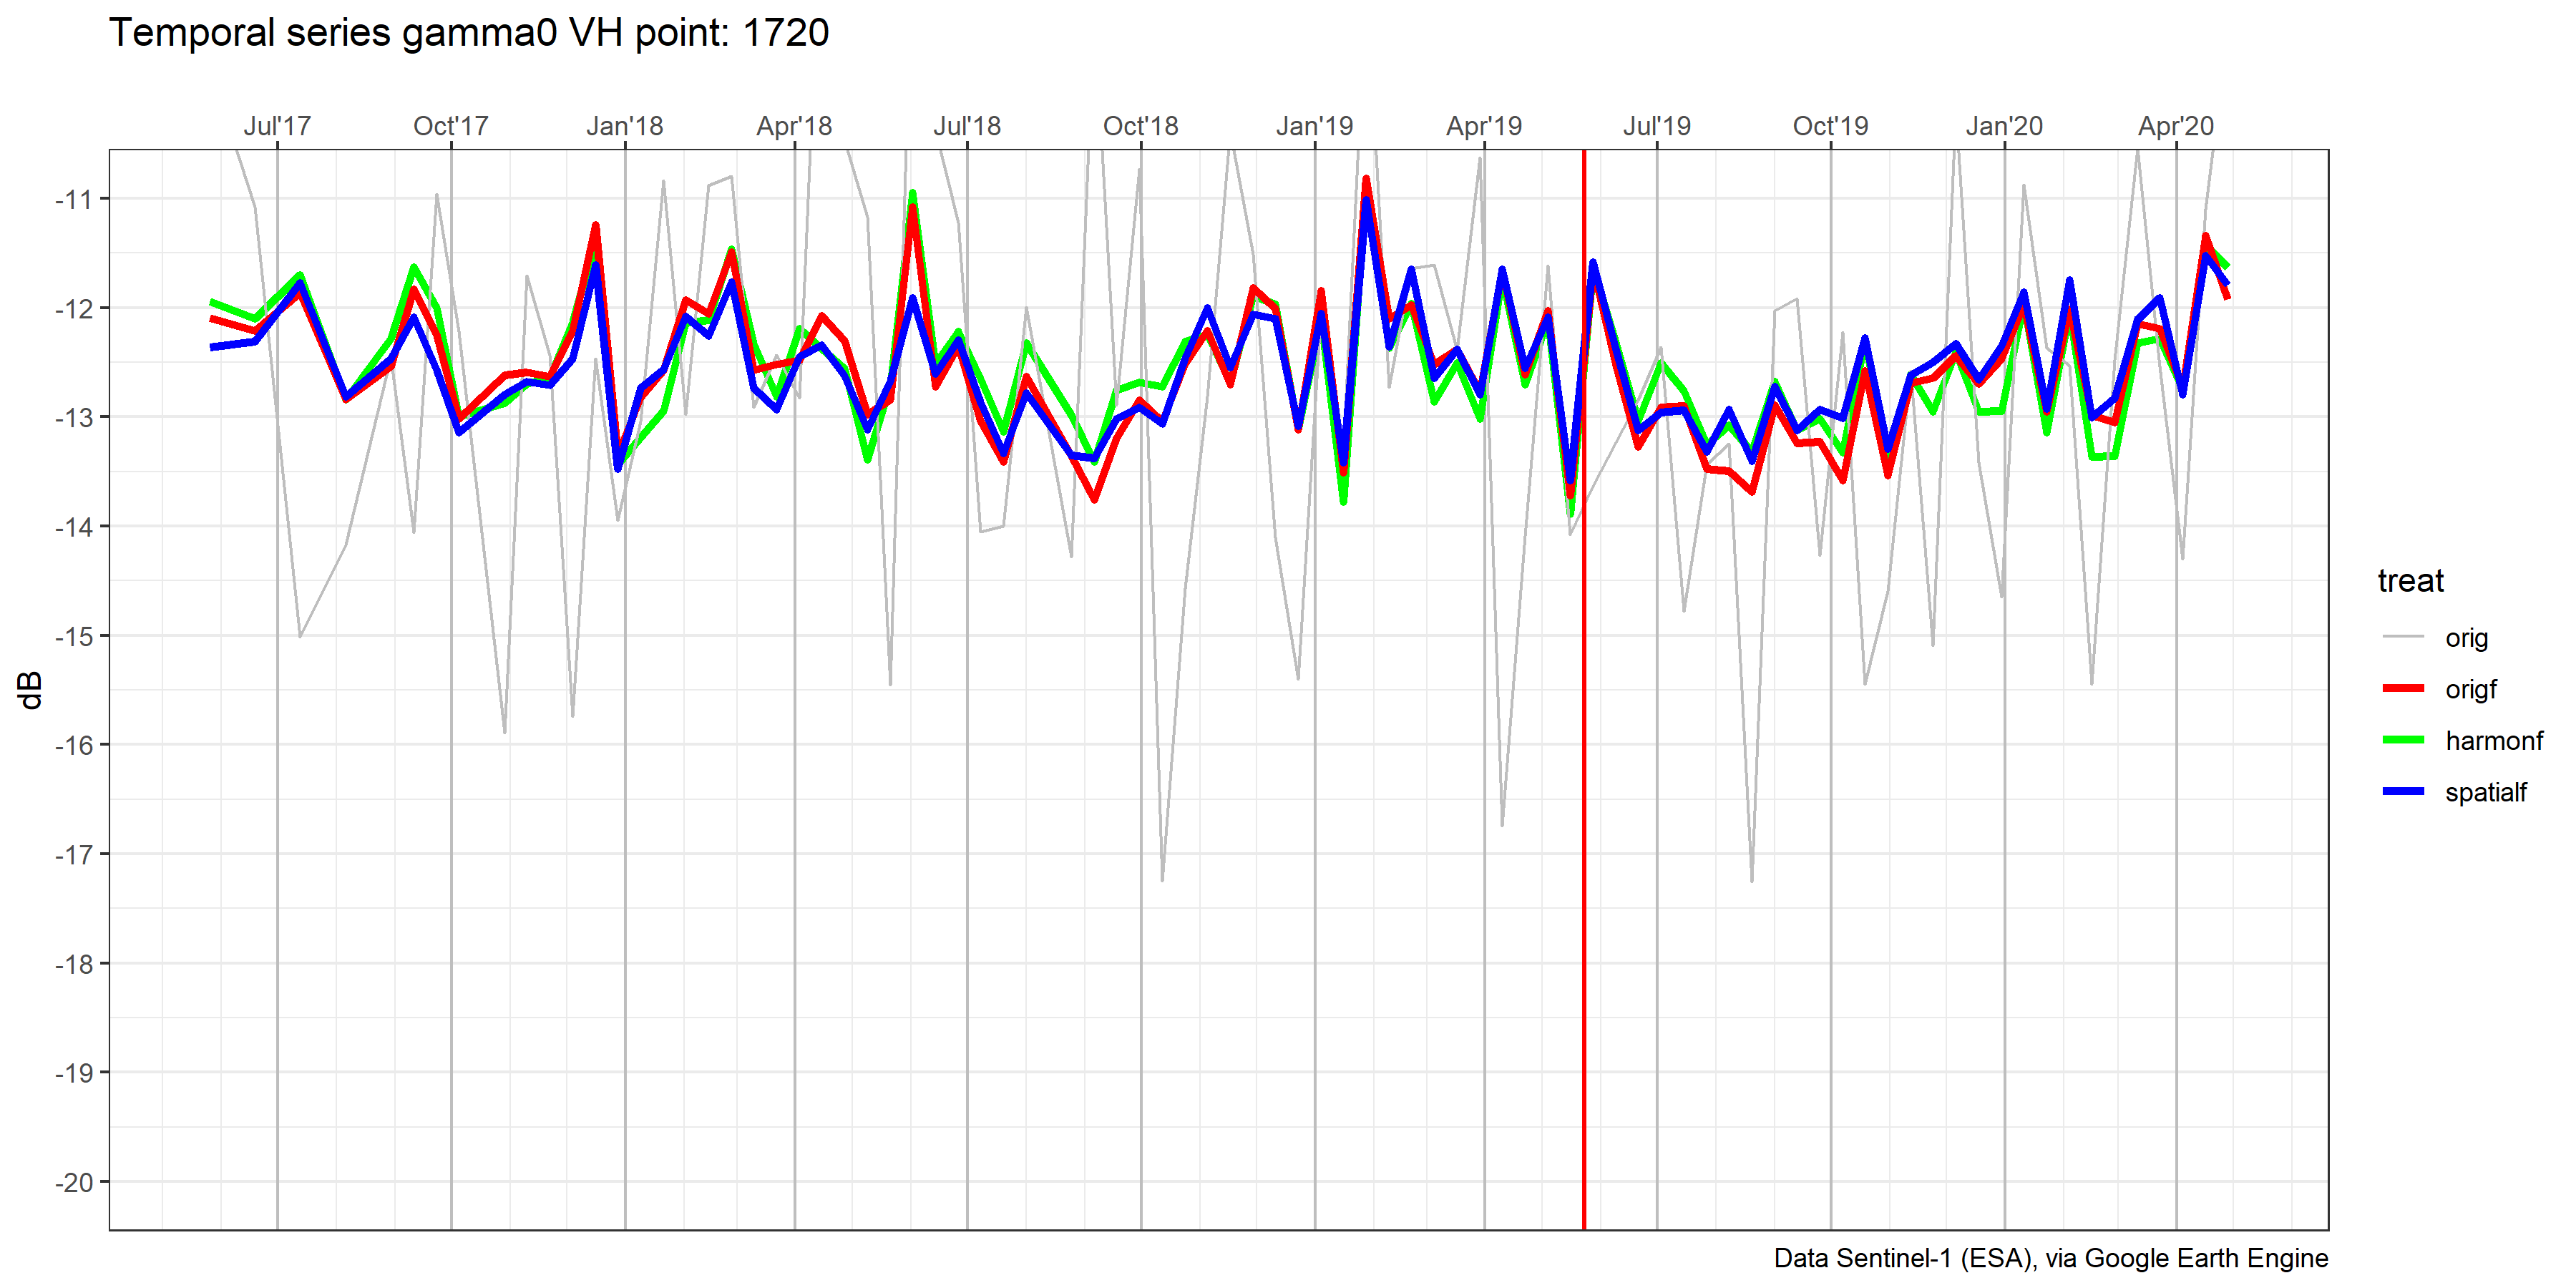 Temporal series gamma0 VH point: 1720
Jul'17 Oct'17 Jan'18 Apr'18 Jul'18 Oct'18 Jan'19 Apr'19 Jul'19 Oct'19 Jan'20 Apr'20
-11
-12
-13
-14
-15
-16
-17
-18
-19
-20
dB
treat
orig
origf
harmonf
spatialf
Data Sentinel-1 (ESA), via Google Earth Engine